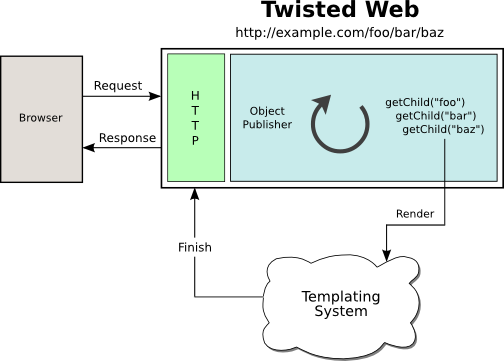 Twisted Web
http://example.com/foo/bar/baz
Browser
Request
Response
H
T
T
P
Object
Publisher
getChild("foo")
getChild("bar")
getChild("baz")
Render
Finish
Templating
System